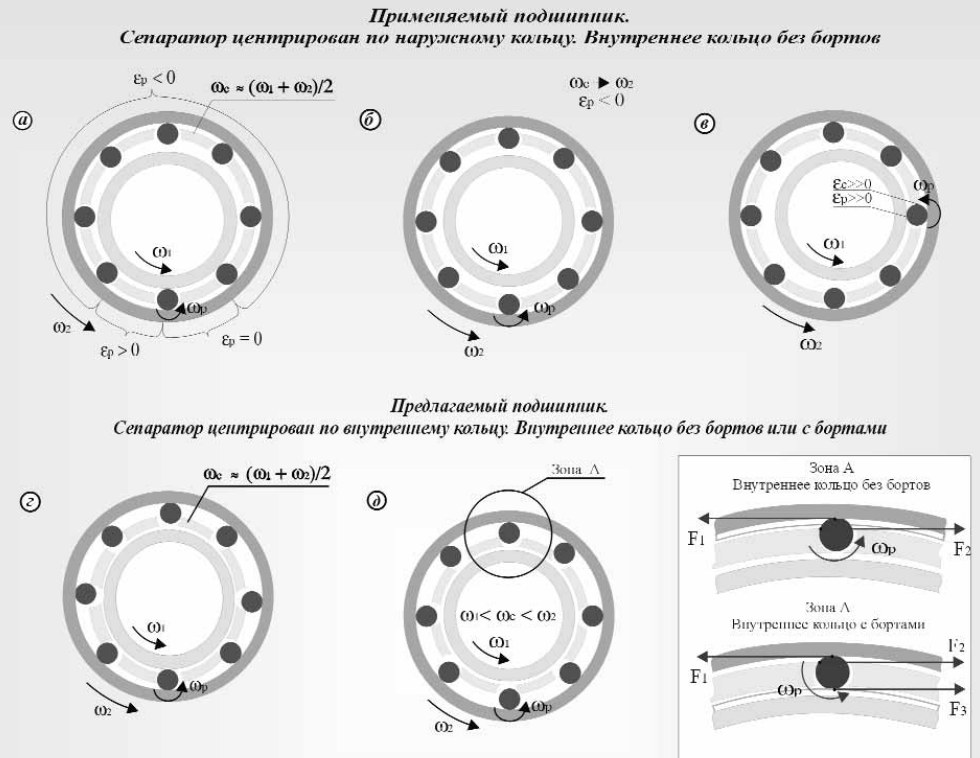 Применяемый подшипник.
Сепаратор центрирован по наружному кольцу. Внутреннее кольцо без бортов
а
εp < 0
ωc ≈ (ω1 + ω2)/2
ω1
ω2
ωp
εp > 0
εp = 0
б
ωc ► ω2
εp < 0
ω1
ωp
ω2
в
εc>>0
εp>>0
ωp
ω1
ω2
Предлагаемый подшипник.
Сепаратор центрирован по внутреннему кольцу. Внутреннее кольцо без бортов или с бортами
г
ωc ≈ (ω1 + ω2)/2
ω1
ω2
ωp
д
Зона А
ω1< ωc < ω2
ω1
ω2
ωp
Зона А
Внутреннее кольцо без бортов
F1
F2
ωp
Зона А
Внутреннее кольцо с бортами
F1
F2
ωp
F3